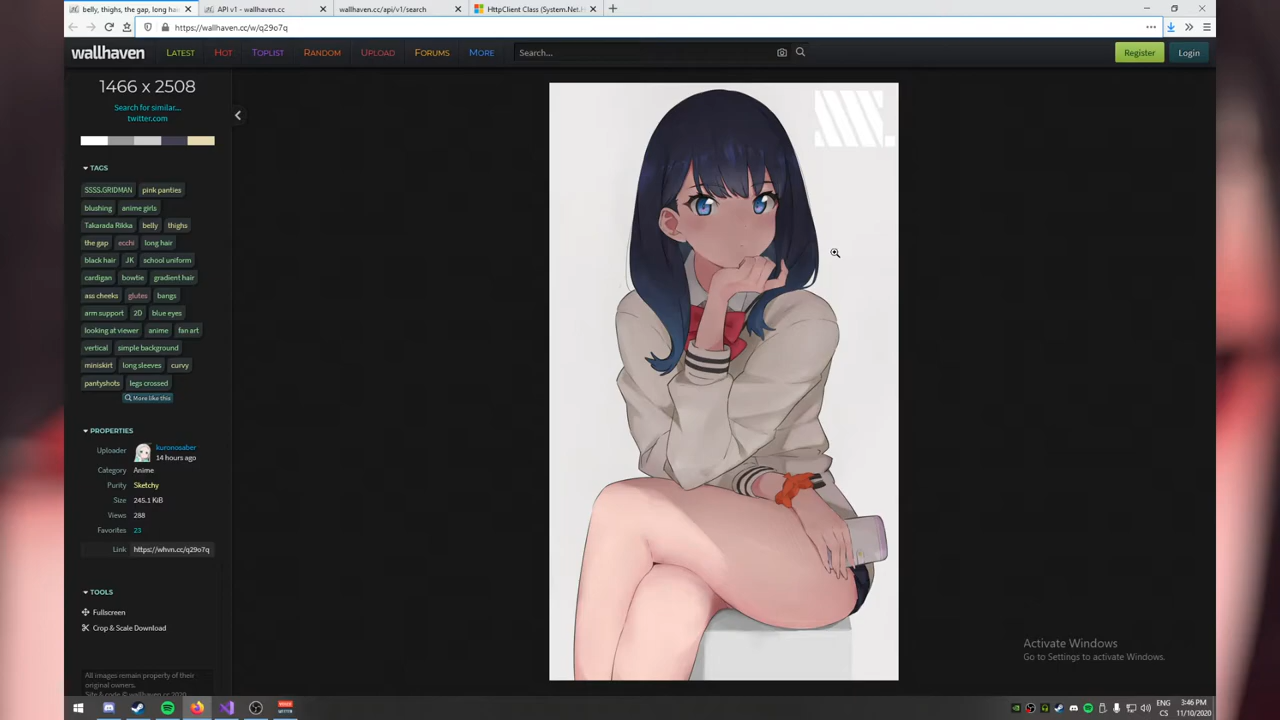 belly, thighs, the gap, long hai
API v1 - wallhaven.cc
wallhaven.cc/api/v1/search
HttpClient Class (System.Net.H
https://wallhaven.cc/w/q29o7q
wallhaven
LATEST
HOT
TOPLIST
RANDOM
UPLOAD
FORUMS
MORE
Search...
Register
Login
1466 x 2508
Search for similar....
twitter.com
TAGS
SSSS.GRIDMAN pink panties
blushing anime girls
Takarada Rikka belly thighs
the gap ecchi long hair
black hair JK school uniform
cardigan bowtie gradient hair
ass cheeks glutes bangs
arm support 2D blue eyes
looking at viewer anime fan art
vertical simple background
miniskirt long sleeves curvy
pantyshots legs crossed
More like this
PROPERTIES
Uploader kuronosaber
14 hours ago
Category Anime
Purity Sketchy
Size 245.1 KiB
Views 288
Favorites 23
Link https://whvn.cc/q29o7q
TOOLS
Fullscreen
Crop & Scale Download
All images remain property of their
original owners.
Site & code © wallhaven.cc 2020
Activate Windows
Go to Settings to activate Windows.
ENG
CS
3:46 PM
11/10/2020